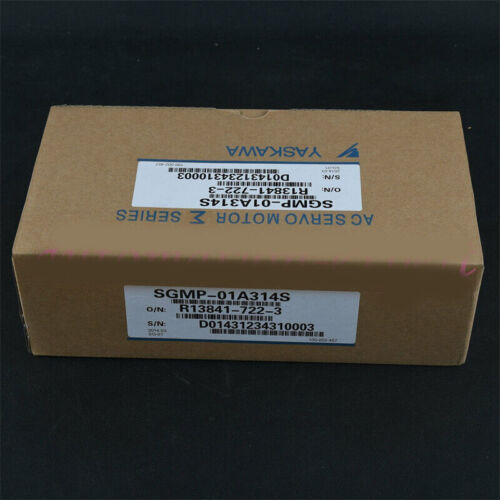 YASKAWA
AC SERVO MOTOR Σ SERIES
SGMP-01A314S
O/N: R13841-722-3
S/N: D01431234310003
SGMP-01A314S
O/N: R13841-722-3
S/N: D01431234310003